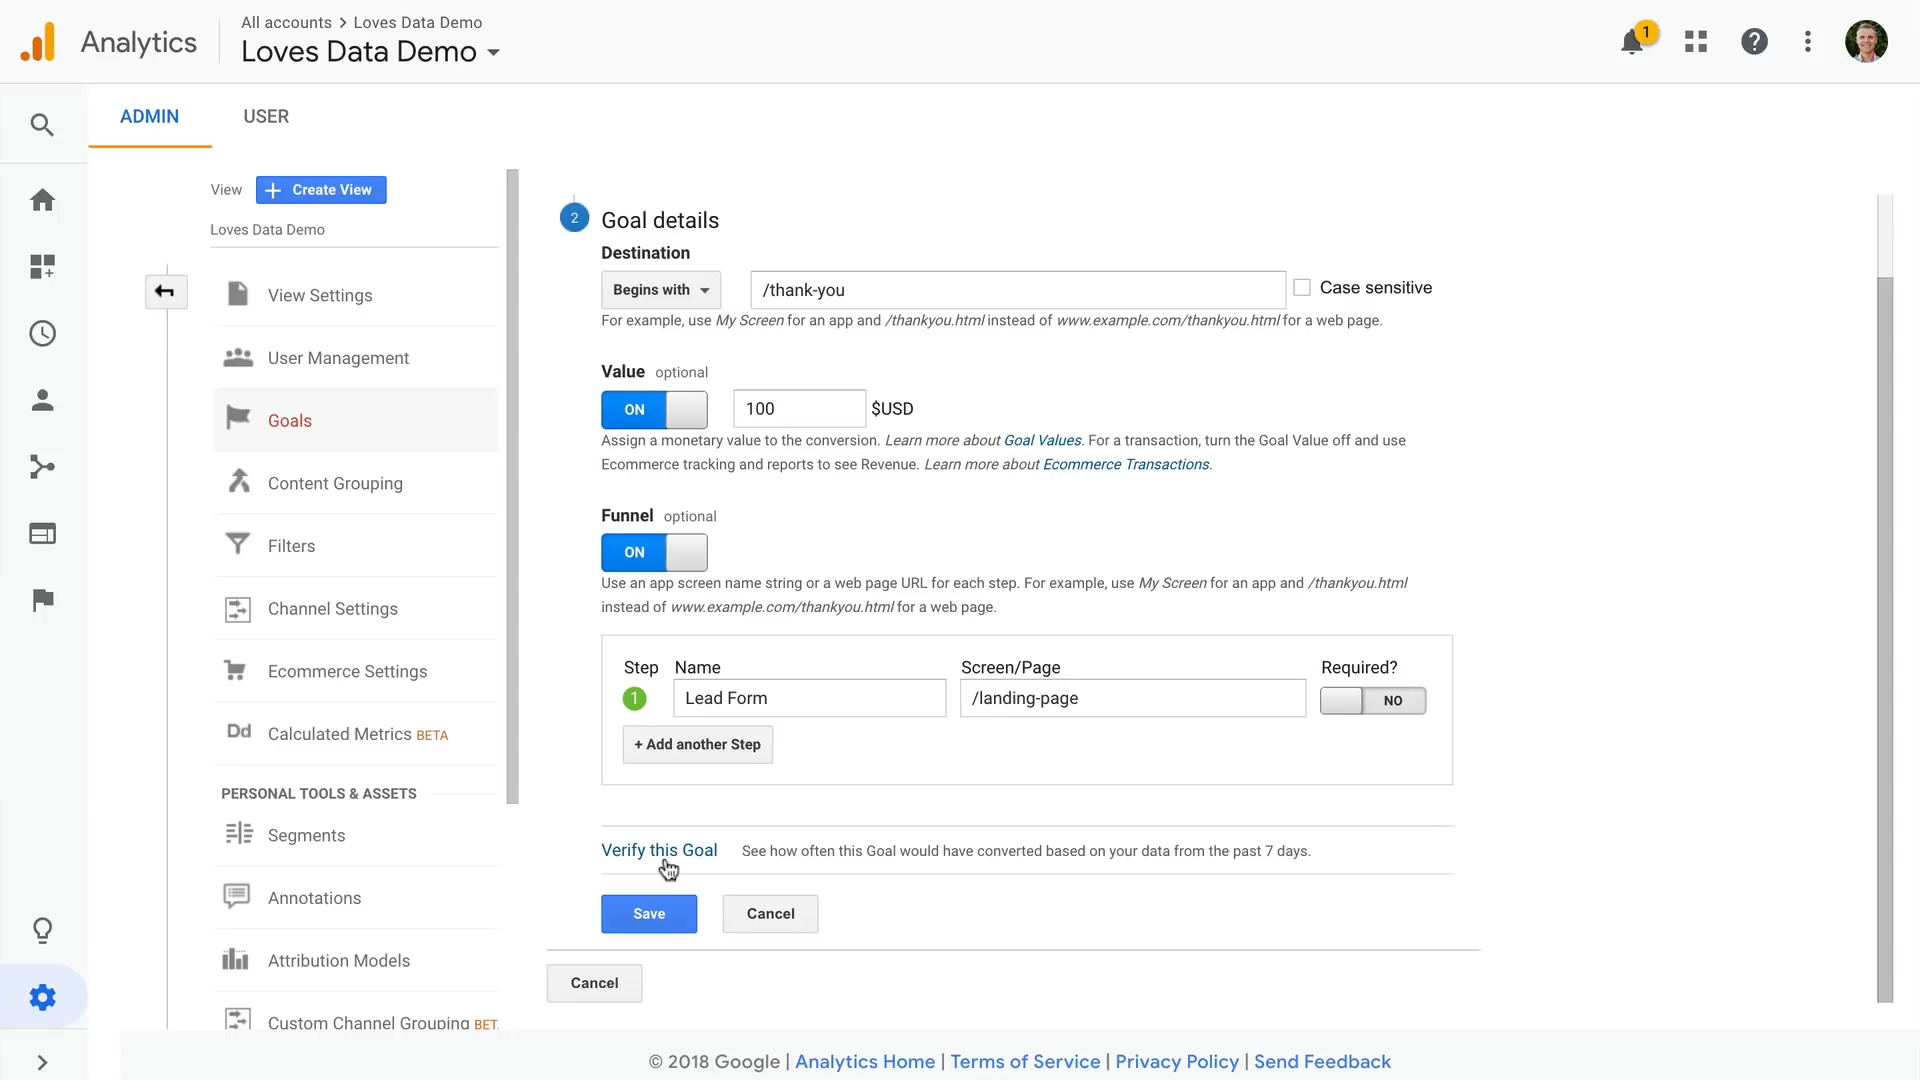 Analytics
All accounts > Loves Data Demo
Loves Data Demo
1
ADMIN
USER
View
+ Create View
Loves Data Demo
View Settings
User Management
Goals
Content Grouping
Filters
Channel Settings
Ecommerce Settings
Dd Calculated Metrics BETA
PERSONAL TOOLS & ASSETS
Segments
Annotations
Attribution Models
Custom Channel Grouping BET
2 Goal details
Destination
Begins with
/thank-you
Case sensitive
For example, use My Screen for an app and /thankyou.html instead of www.example.com/thankyou.html for a web page.
Value optional
ON
100
$USD
Assign a monetary value to the conversion. Learn more about Goal Values. For a transaction, turn the Goal Value off and use
Ecommerce tracking and reports to see Revenue. Learn more about Ecommerce Transactions.
Funnel optional
ON
Use an app screen name string or a web page URL for each step. For example, use My Screen for an app and /thankyou.html
instead of www.example.com/thankyou.html for a web page.
Step Name Screen/Page Required?
1 Lead Form /landing-page NO
+ Add another Step
Verify this Goal See how often this Goal would have converted based on your data from the past 7 days.
Save Cancel
Cancel
© 2018 Google | Analytics Home | Terms of Service | Privacy Policy | Send Feedback